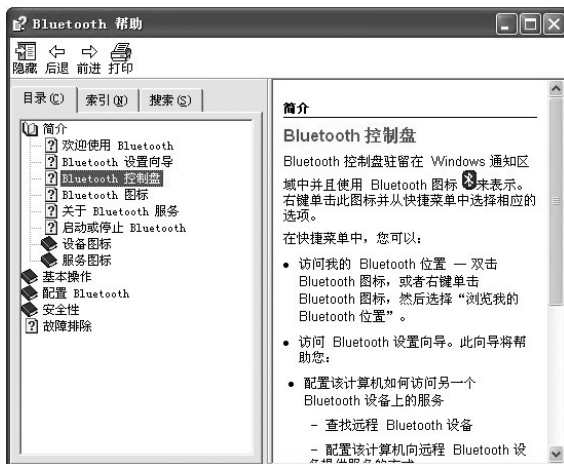 Bluetooth 帮助
隐藏 后退 前进 打印
目录(C) 索引(N) 搜索(S)
简介
欢迎使用 Bluetooth
Bluetooth 设置向导
Bluetooth 控制盘
Bluetooth 图标
关于 Bluetooth 服务
启动或停止 Bluetooth
设备图标
服务图标
基本操作
配置 Bluetooth
安全性
故障排除
简介
Bluetooth 控制盘
Bluetooth 控制盘驻留在 Windows 通知区
域中并且使用 Bluetooth 图标 来表示。
右键单击此图标并从快捷菜单中选择相应的
选项。
在快捷菜单中，您可以：
• 访问我的 Bluetooth 位置 — 双击
Bluetooth 图标，或者右键单击
Bluetooth 图标，然后选择“浏览我的
Bluetooth 位置”。
• 访问 Bluetooth 设置向导。此向导将帮
助您：
• 配置该计算机如何访问另一个
Bluetooth 设备上的服务
– 查找远程 Bluetooth 设备
– 配置该计算机向远程 Bluetooth 设